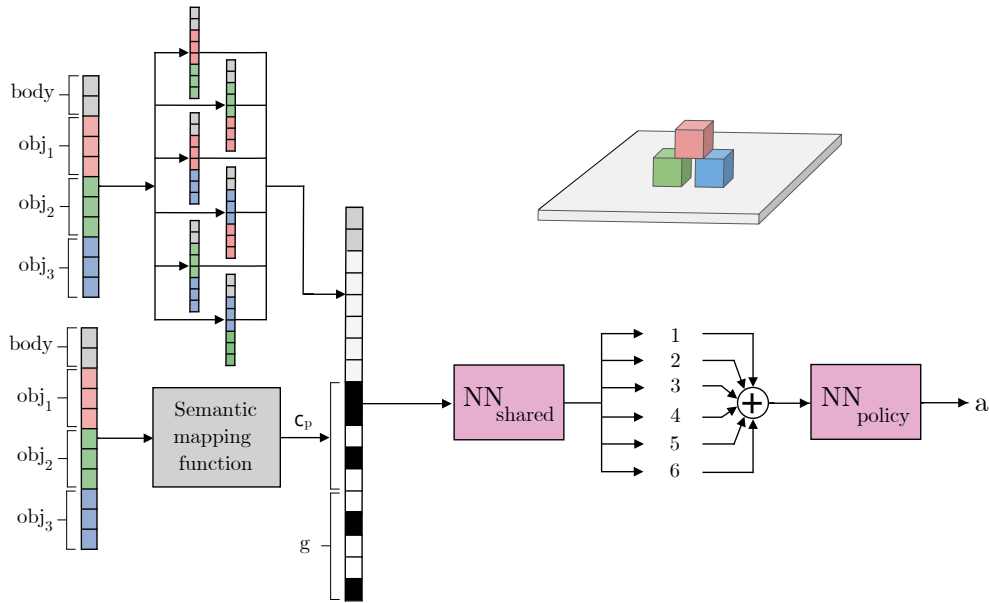 body
obj1
obj2
obj3
body
obj1
obj2
obj3
Semantic
mapping
function
cp
g
NNshared
1
2
3
4
5
6
+
NNpolicy
a